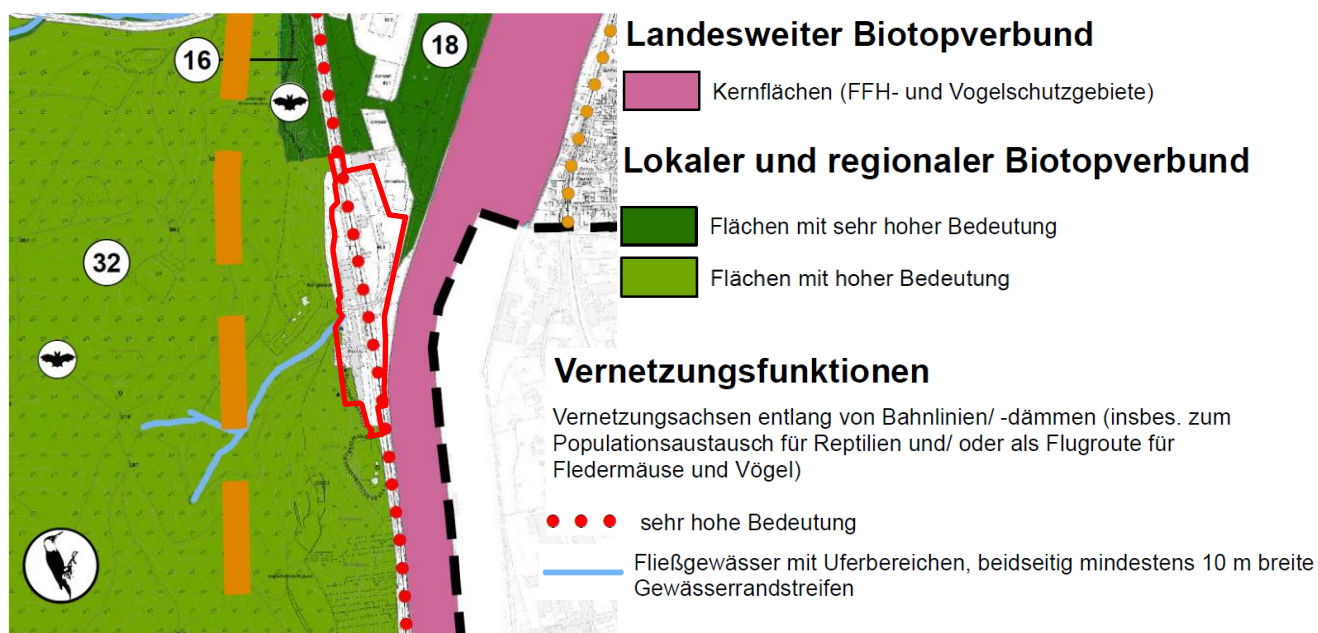 16
18
32
Landesweiter Biotopverbund
Kernflächen (FFH- und Vogelschutzgebiete)
Lokaler und regionaler Biotopverbund
Flächen mit sehr hoher Bedeutung
Flächen mit hoher Bedeutung
Vernetzungsfunktionen
Vernetzungsachsen entlang von Bahnlinien/ -dämmen (insbes. zum
Populationsaustausch für Reptilien und/ oder als Flugroute für
Fledermäuse und Vögel)
sehr hohe Bedeutung
Fließgewässer mit Uferbereichen, beidseitig mindestens 10 m breite
Gewässerrandstreifen